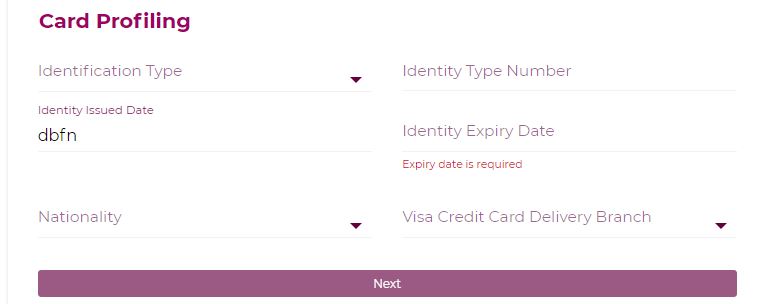 Card Profiling
Identification Type
Identity Type Number
Identity Issued Date
dbfn
Identity Expiry Date
Expiry date is required
Nationality
Visa Credit Card Delivery Branch
Next